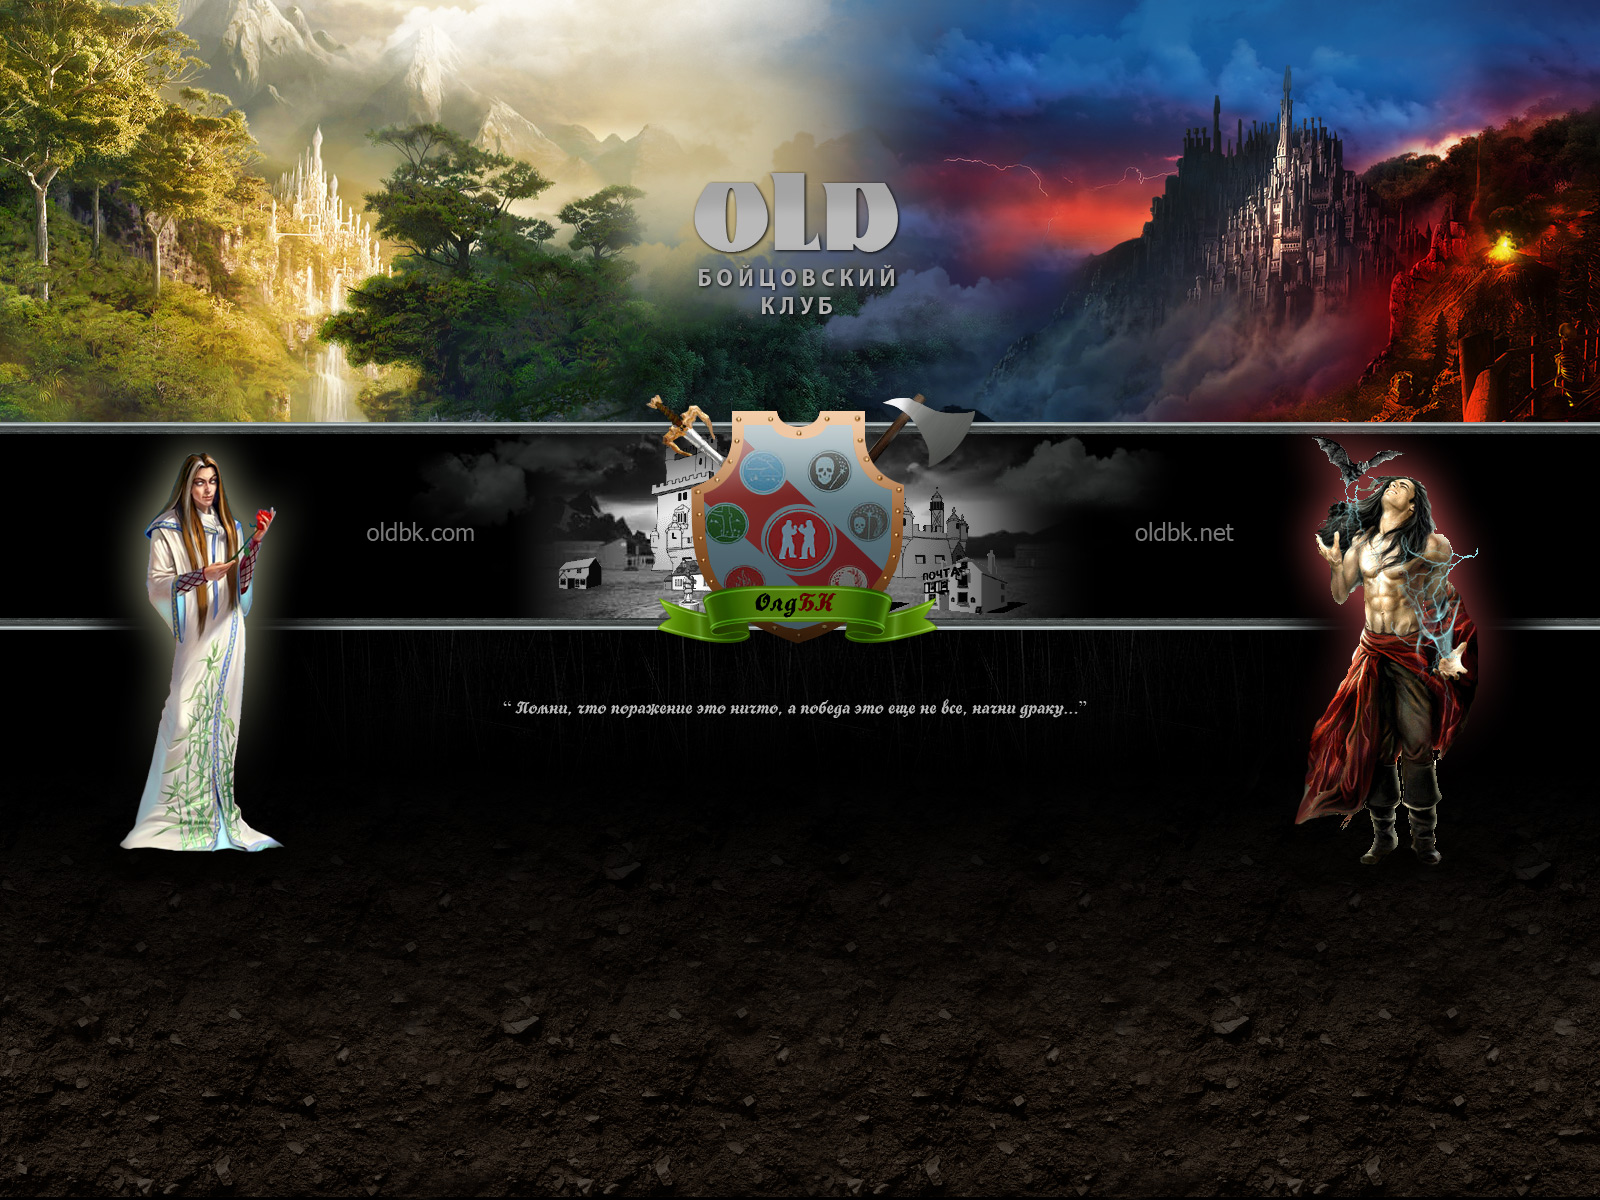 OLD
БОЙЦОВСКИЙ
КЛУБ
oldbk.com
oldbk.net
ПОЧТА
ОлдБК
“ Помни, что поражение это ничто, а победа это еще не все, начни драку...”